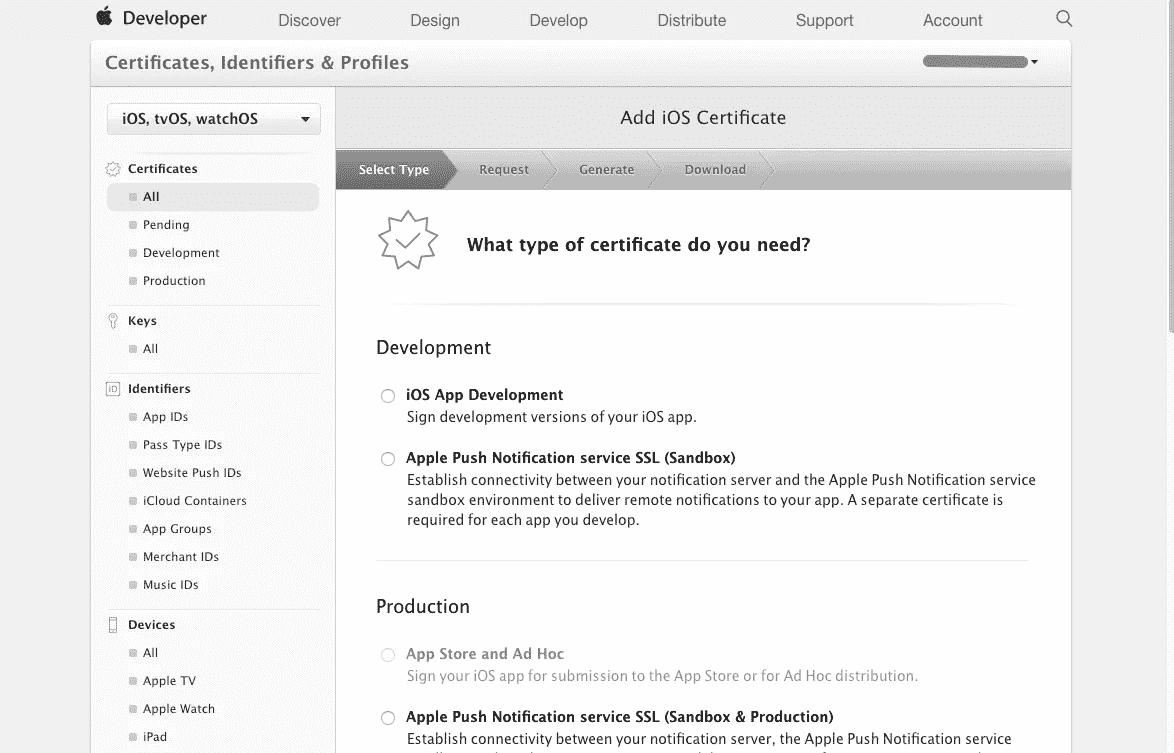 Developer
Discover
Design
Develop
Distribute
Support
Account
Certificates, Identifiers & Profiles
iOS, tvOS, watchOS
Certificates
All
Pending
Development
Production
Keys
All
ID
Identifiers
App IDs
Pass Type IDs
Website Push IDs
iCloud Containers
App Groups
Merchant IDs
Music IDs
Devices
All
Apple TV
Apple Watch
iPad
Add iOS Certificate
Select Type
Request
Generate
Download
What type of certificate do you need?
Development
iOS App Development
Sign development versions of your iOS app.
Apple Push Notification service SSL (Sandbox)
Establish connectivity between your notification server and the Apple Push Notification service
sandbox environment to deliver remote notifications to your app. A separate certificate is
required for each app you develop.
Production
App Store and Ad Hoc
Sign your iOS app for submission to the App Store or for Ad Hoc distribution.
Apple Push Notification service SSL (Sandbox & Production)
Establish connectivity between your notification server, the Apple Push Notification service